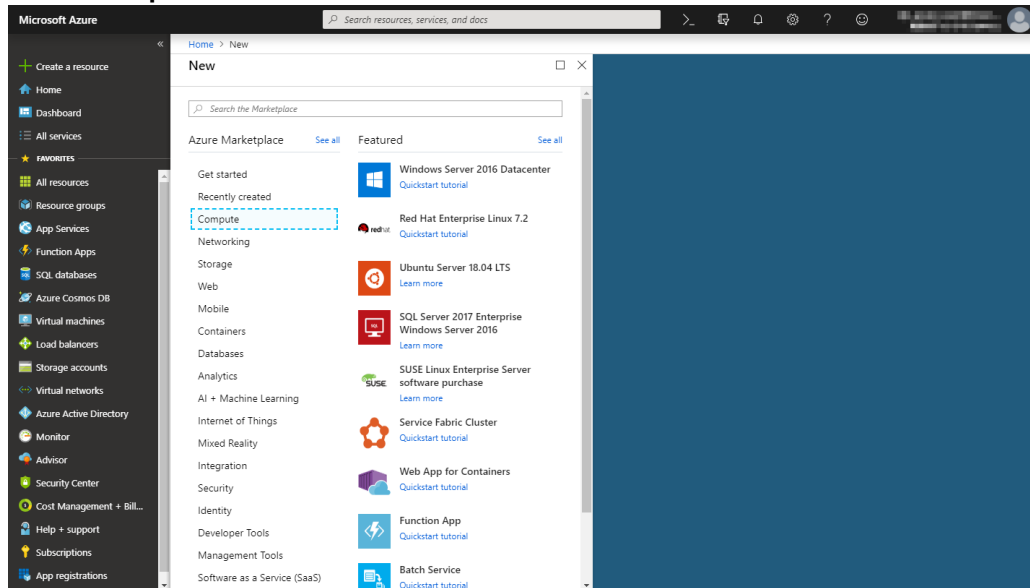 Microsoft Azure
Search resources, services, and docs
Home > New
Create a resource
Home
Dashboard
All services
FAVORITES
All resources
Resource groups
App Services
Function Apps
SQL databases
Azure Cosmos DB
Virtual machines
Load balancers
Storage accounts
Virtual networks
Azure Active Directory
Monitor
Advisor
Security Center
Cost Management + Bill...
Help + support
Subscriptions
App registrations
New
Search the Marketplace
Azure Marketplace See all
Get started
Recently created
Compute
Networking
Storage
Web
Mobile
Containers
Databases
Analytics
AI + Machine Learning
Internet of Things
Mixed Reality
Integration
Security
Identity
Developer Tools
Management Tools
Software as a Service (SaaS)
Featured See all
Windows Server 2016 Datacenter
Quickstart tutorial
redhat
Red Hat Enterprise Linux 7.2
Quickstart tutorial
Ubuntu Server 18.04 LTS
Learn more
SQL Server 2017 Enterprise
Windows Server 2016
Learn more
SUSE
SUSE Linux Enterprise Server
software purchase
Learn more
Service Fabric Cluster
Quickstart tutorial
Web App for Containers
Quickstart tutorial
Function App
Quickstart tutorial
Batch Service
Quickstart tutorial